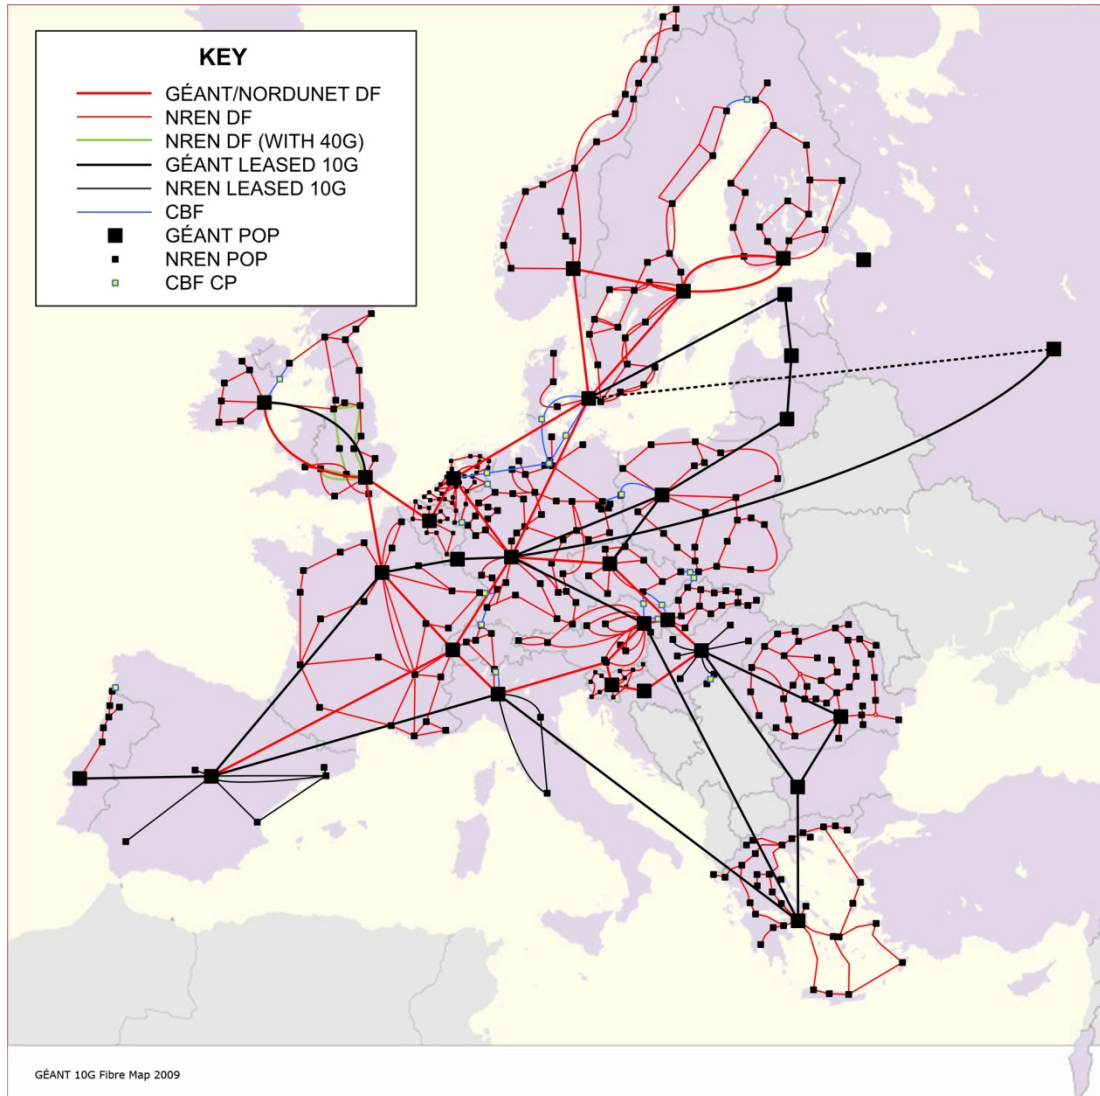 KEY
GÉANT/NORDUNET DF
NREN DF
NREN DF (WITH 40G)
GÉANT LEASED 10G
NREN LEASED 10G
CBF
GÉANT POP
NREN POP
CBF CP
GÉANT 10G Fibre Map 2009